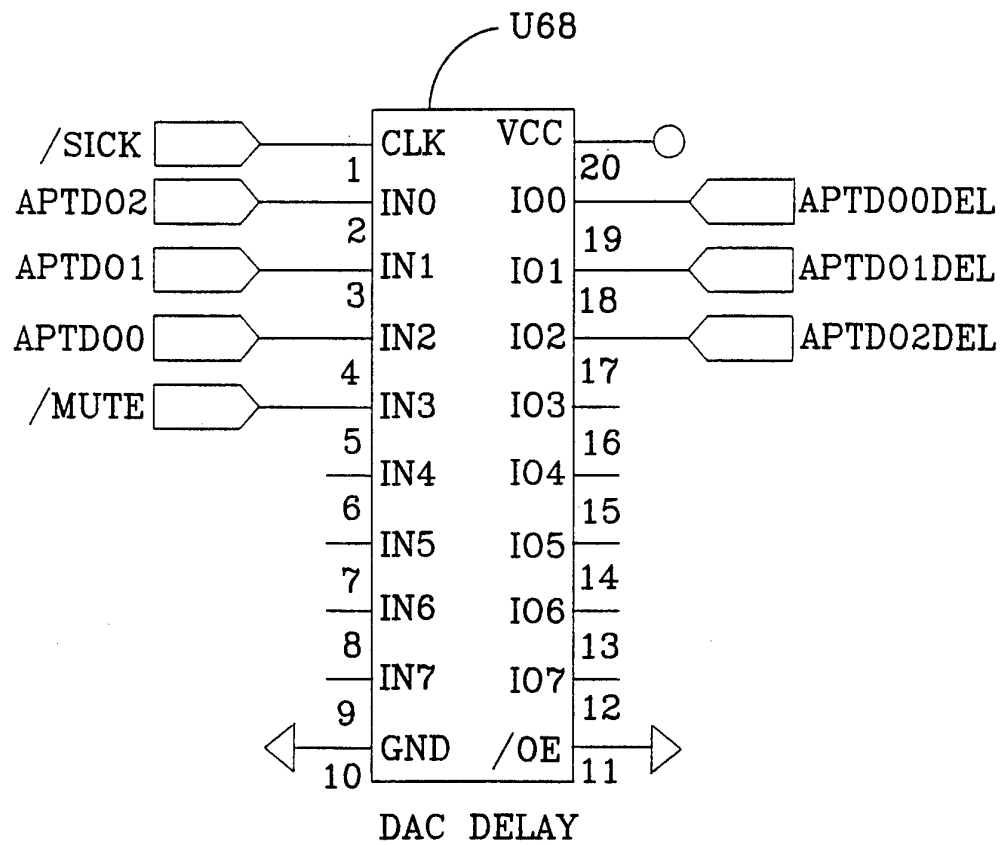 U68
/SICK 1 CLK VCC 20
APTDO2 2 IN0 IO0 19 APTDO0DEL
APTDO1 3 IN1 IO1 18 APTDO1DEL
APTDO0 4 IN2 IO2 17 APTDO2DEL
/MUTE 5 IN3 IO3 16
6 IN4 IO4 15
7 IN5 IO5 14
8 IN6 IO6 13
9 IN7 IO7 12
10 GND /OE 11
DAC DELAY